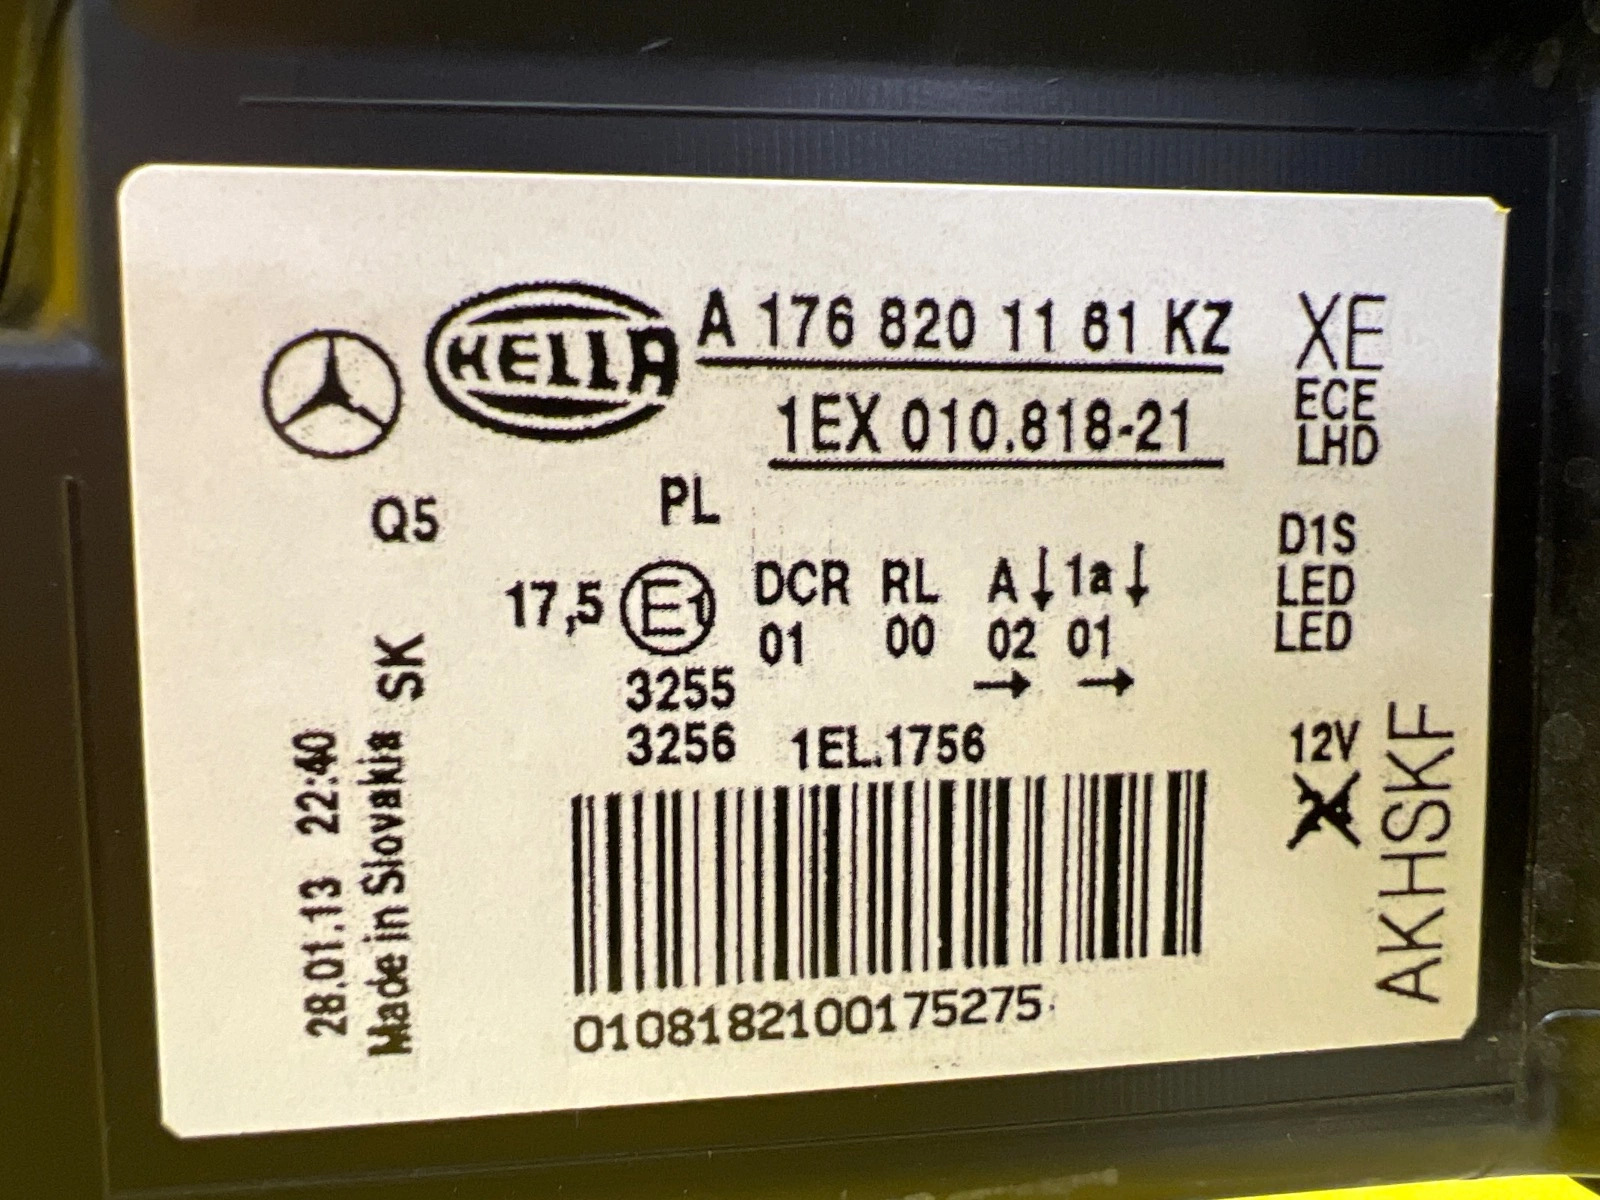 HELLA
A 176 820 11 61 KZ
1EX 010.818-21
XE
ECE
LHD
Q5
PL
17,5 E1
DCR RL A↓ 1a↓
01 00 02 01
→ →
3255
3256 1EL.1756
D1S
LED
LED
12V
AKHSKF
28.01.13 22:40
Made in Slovakia SK
0108182100175275